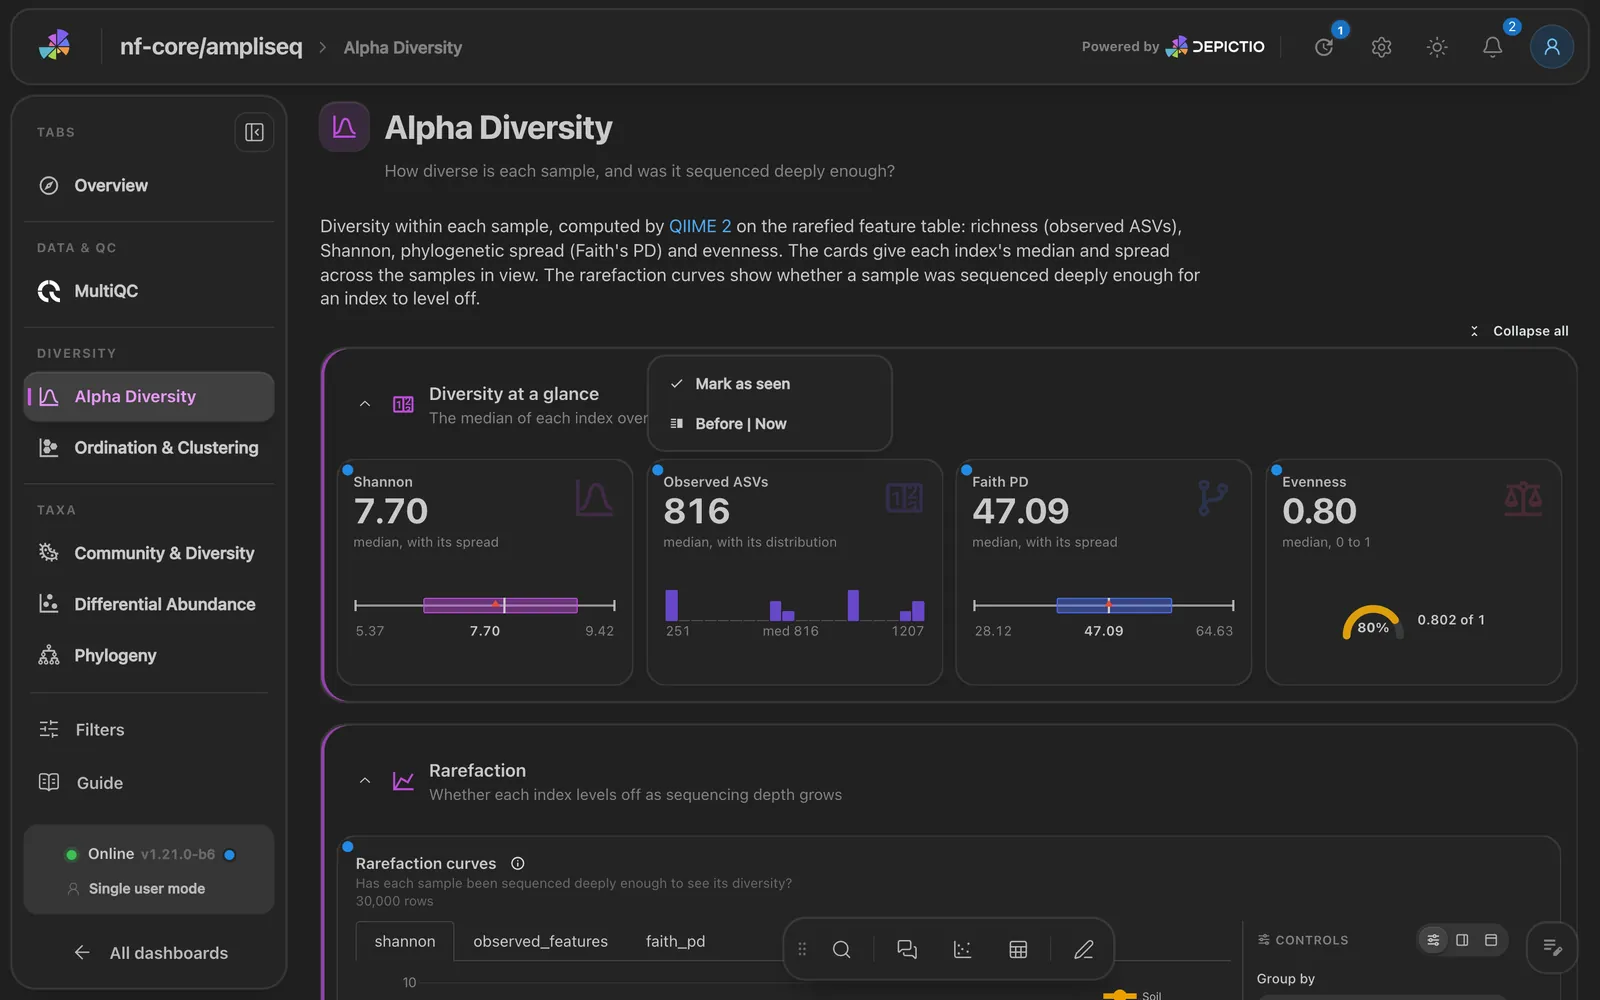 nf-core/ampliseq > Alpha Diversity
Powered by DEPICTIO
1
2
TABS
Overview
DATA & QC
MultiQC
DIVERSITY
Alpha Diversity
Ordination & Clustering
TAXA
Community & Diversity
Differential Abundance
Phylogeny
Filters
Guide
Online v1.21.0-b6
Single user mode
All dashboards
Alpha Diversity
How diverse is each sample, and was it sequenced deeply enough?
Diversity within each sample, computed by QIIME 2 on the rarefied feature table: richness (observed ASVs),
Shannon, phylogenetic spread (Faith's PD) and evenness. The cards give each index's median and spread
across the samples in view. The rarefaction curves show whether a sample was sequenced deeply enough for
an index to level off.
Collapse all
Diversity at a glance
The median of each index over
Mark as seen
Before | Now
Shannon
7.70
median, with its spread
5.37 7.70 9.42
Observed ASVs
816
median, with its distribution
251 med 816 1207
Faith PD
47.09
median, with its spread
28.12 47.09 64.63
Evenness
0.80
median, 0 to 1
80% 0.802 of 1
Rarefaction
Whether each index levels off as sequencing depth grows
Rarefaction curves
Has each sample been sequenced deeply enough to see its diversity?
30,000 rows
shannon observed_features faith_pd
10
Soil
CONTROLS
Group by